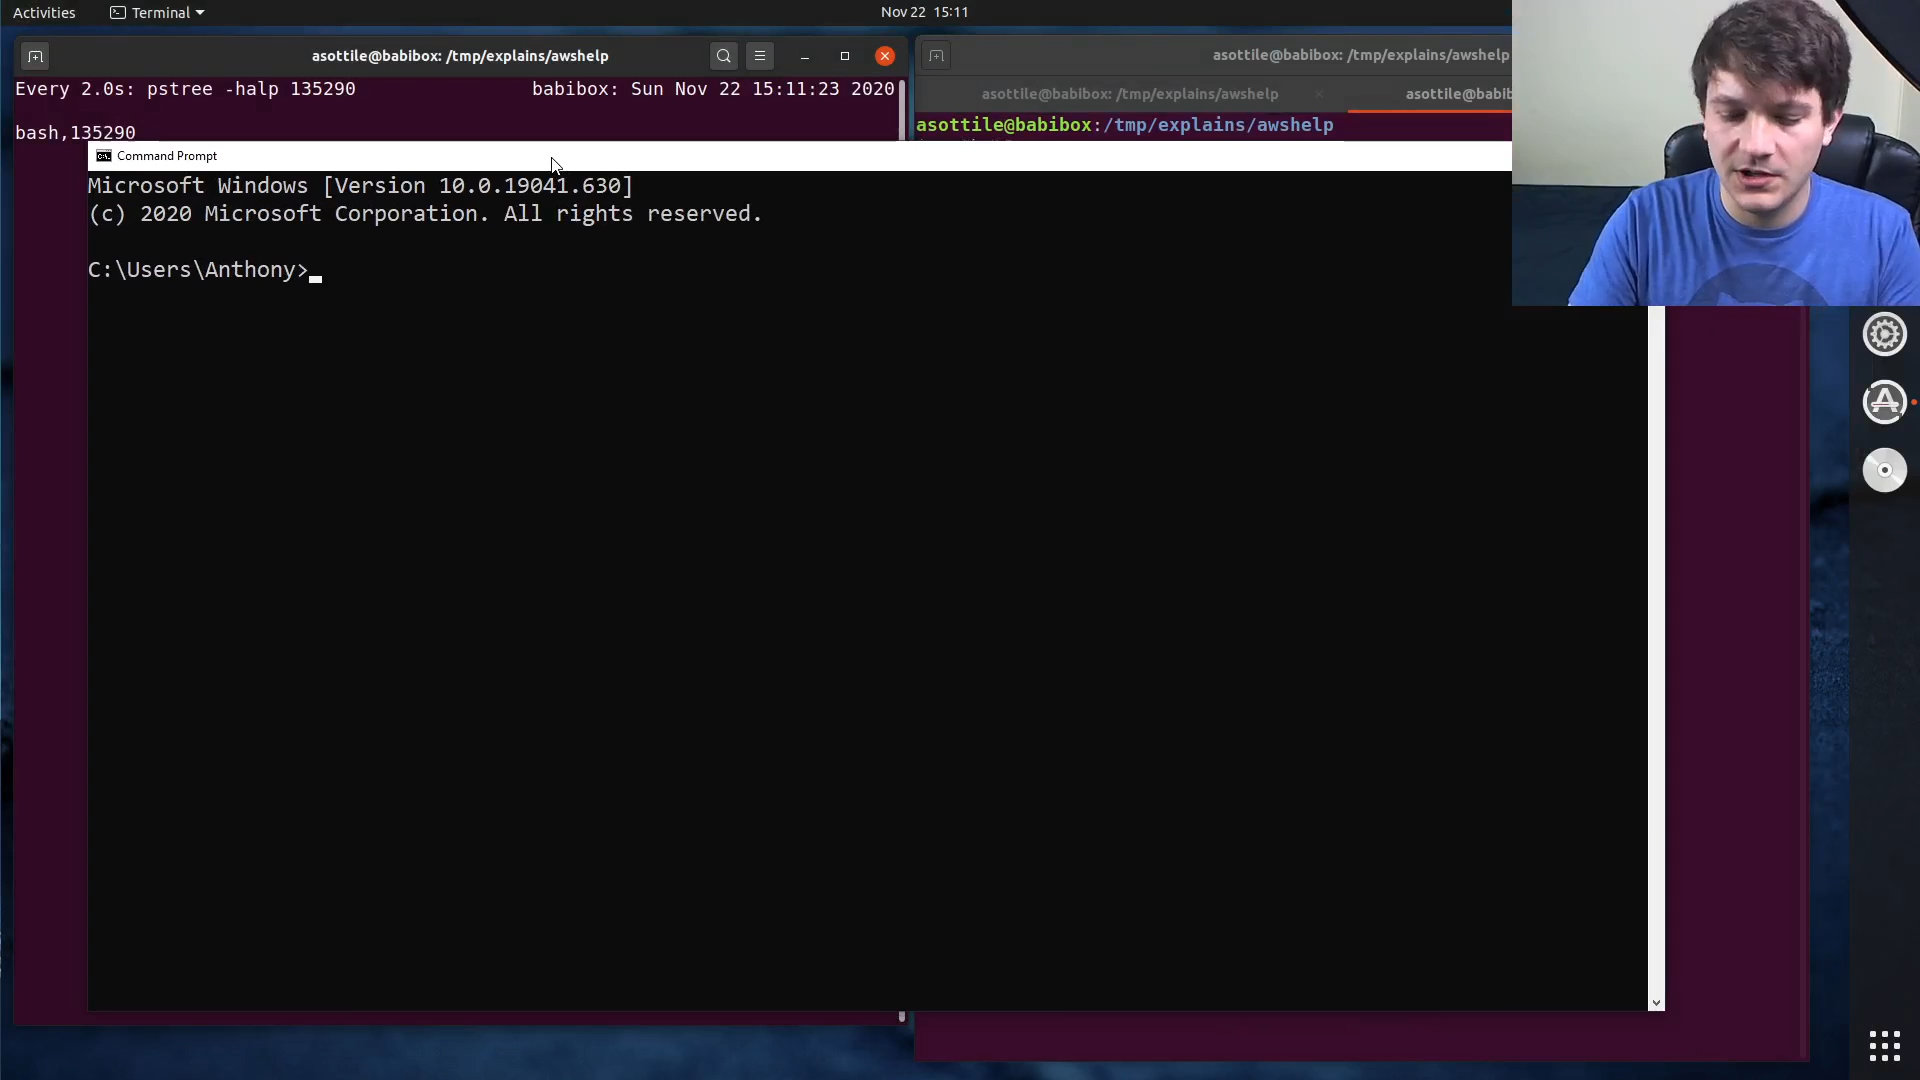 Activities
Terminal
Nov 22 15:11
asottile@babibox: /tmp/explains/awshelp
Every 2.0s: pstree -halp 135290 babibox: Sun Nov 22 15:11:23 2020
bash,135290
asottile@babibox: /tmp/explains/awshelp
asottile@babibox: /tmp/explains/awshelp
asottile@babib
asottile@babibox:/tmp/explains/awshelp
Command Prompt
Microsoft Windows [Version 10.0.19041.630]
(c) 2020 Microsoft Corporation. All rights reserved.
C:\Users\Anthony>